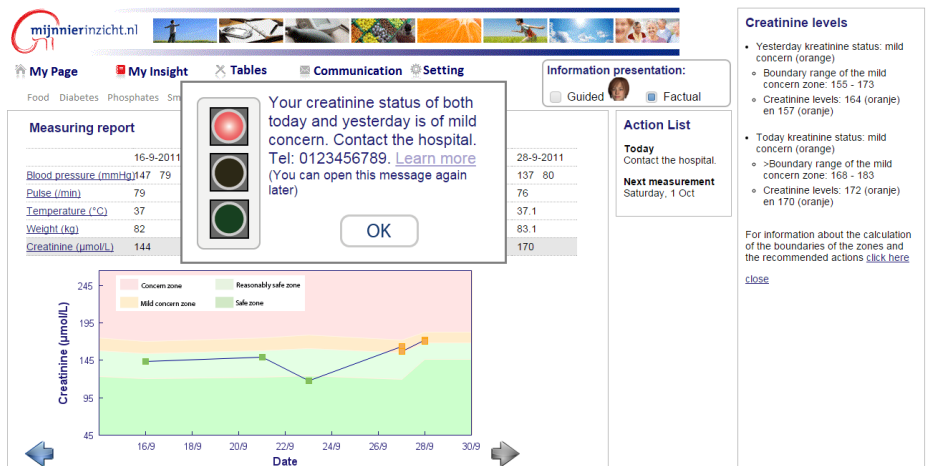 mijnnierinzicht.nl
My Page My Insight Tables Communication Setting
Food Diabetes Phosphates Sm
Information presentation:
Guided Factual
Your creatinine status of both
today and yesterday is of mild
concern. Contact the hospital.
Tel: 0123456789. Learn more
(You can open this message again
later)
OK
Measuring report
16-9-2011 28-9-2011
Blood pressure (mmHg) 147 79 137 80
Pulse (/min) 79 76
Temperature (°C) 37 37.1
Weight (kg) 82 83.1
Creatinine (µmol/L) 144 170
Concern zone Reasonably safe zone
Mild concern zone Safe zone
Creatinine (µmol/L)
245
195
145
95
45
16/9 18/9 20/9 22/9 24/9 26/9 28/9 30/9
Date
Action List
Today
Contact the hospital.
Next measurement
Saturday, 1 Oct
Creatinine levels
Yesterday kreatinine status: mild
concern (orange)
Boundary range of the mild
concern zone: 155 - 173
Creatinine levels: 164 (oranje)
en 157 (oranje)
Today kreatinine status: mild
concern (orange)
>Boundary range of the mild
concern zone: 168 - 183
Creatinine levels: 172 (oranje)
en 170 (oranje)
For information about the calculation
of the boundaries of the zones and
the recommended actions click here
close